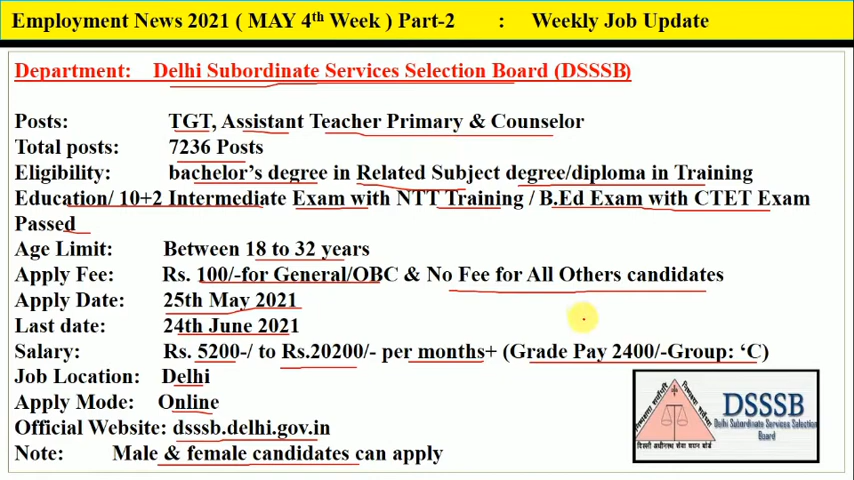 Employment News 2021 ( MAY 4th Week ) Part-2 : Weekly Job Update
Department: Delhi Subordinate Services Selection Board (DSSSB)
Posts: TGT, Assistant Teacher Primary & Counselor
Total posts: 7236 Posts
Eligibility: bachelor's degree in Related Subject degree/diploma in Training
Education/ 10+2 Intermediate Exam with NTT Training / B.Ed Exam with CTET Exam
Passed
Age Limit: Between 18 to 32 years
Apply Fee: Rs. 100/-for General/OBC & No Fee for All Others candidates
Apply Date: 25th May 2021
Last date: 24th June 2021
Salary: Rs. 5200-/ to Rs.20200/- per months+ (Grade Pay 2400/-Group: ‘C)
Job Location: Delhi
Apply Mode: Online
Official Website: dsssb.delhi.gov.in
Note: Male & female candidates can apply
DSSSB
Delhi Subordinate Services Selection
Board